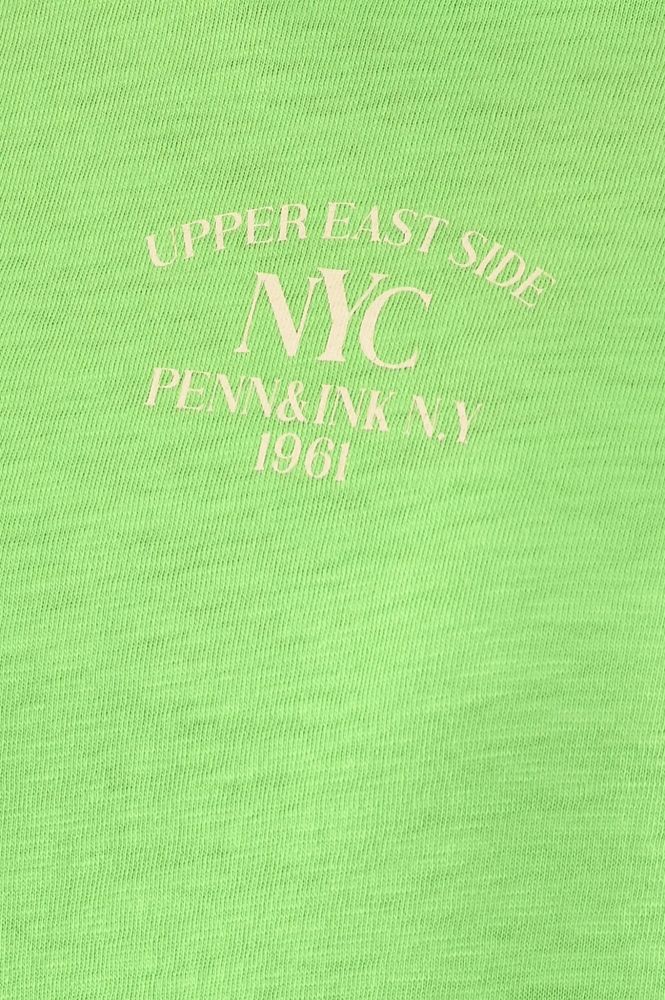 UPPER EAST SIDE
NYC
PENN&INK N.Y
1961